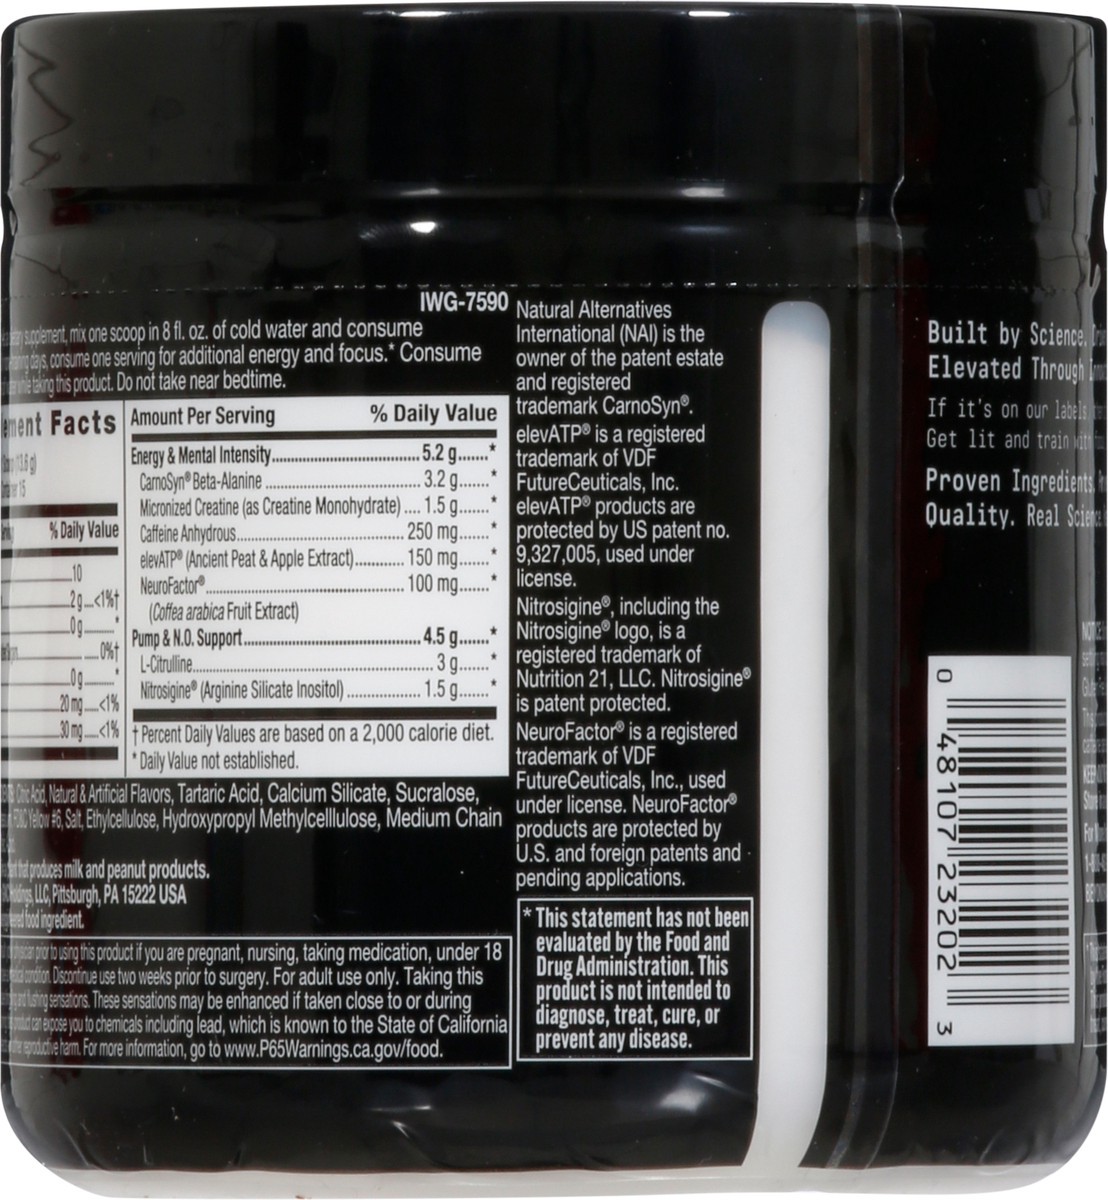 IWG-7590
supplement, mix one scoop in 8 fl. oz. of cold water and consume
days, consume one serving for additional energy and focus.* Consume
while taking this product. Do not take near bedtime.
Facts
(13.6 g)
15
% Daily Value
10
2 g <1%†
0 g *
0%†
0 g *
20 mg <1%
30 mg <1%
Amount Per Serving % Daily Value
Energy & Mental Intensity 5.2 g *
CarnoSyn® Beta-Alanine 3.2 g *
Micronized Creatine (as Creatine Monohydrate) 1.5 g *
Caffeine Anhydrous 250 mg *
elevATP® (Ancient Peat & Apple Extract) 150 mg *
NeuroFactor® 100 mg *
(Coffea arabica Fruit Extract)
Pump & N.O. Support 4.5 g *
L-Citrulline 3 g *
Nitrosigine® (Arginine Silicate Inositol) 1.5 g *
† Percent Daily Values are based on a 2,000 calorie diet.
* Daily Value not established.
Citric Acid, Natural & Artificial Flavors, Tartaric Acid, Calcium Silicate, Sucralose,
Yellow #6, Salt, Ethylcellulose, Hydroxypropyl Methylcelllulose, Medium Chain
that produces milk and peanut products.
Holdings, LLC, Pittsburgh, PA 15222 USA
food ingredient.
prior to using this product if you are pregnant, nursing, taking medication, under 18
condition. Discontinue use two weeks prior to surgery. For adult use only. Taking this
and flushing sensations. These sensations may be enhanced if taken close to or during
product can expose you to chemicals including lead, which is known to the State of California
reproductive harm. For more information, go to www.P65Warnings.ca.gov/food.
Natural Alternatives
International (NAI) is the
owner of the patent estate
and registered
trademark CarnoSyn®.
elevATP® is a registered
trademark of VDF
FutureCeuticals, Inc.
elevATP® products are
protected by US patent no.
9,327,005, used under
license.
Nitrosigine®, including the
Nitrosigine® logo, is a
registered trademark of
Nutrition 21, LLC. Nitrosigine®
is patent protected.
NeuroFactor® is a registered
trademark of VDF
FutureCeuticals, Inc., used
under license. NeuroFactor®
products are protected by
U.S. and foreign patents and
pending applications.
* This statement has not been
evaluated by the Food and
Drug Administration. This
product is not intended to
diagnose, treat, cure, or
prevent any disease.
Built by Science.
Elevated Through
If it's on our labels
Get lit and train
Proven Ingredients.
Quality. Real Science.
0 48107 23202 3